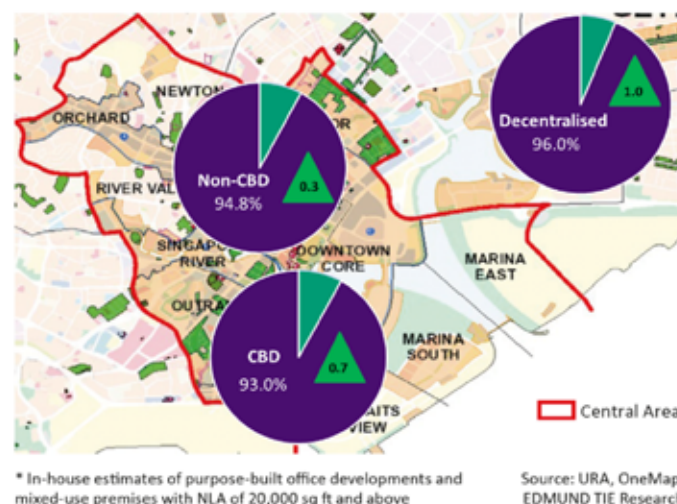 NEWTON
ORCHARD
1.0
Decentralised
96.0%
Non-CBD
94.8%
0.3
RIVER VAL
SINGAPO
RIVER
DOWNTOWN
CORE
MARINA
EAST
OUTRA
CBD
93.0%
0.7
MARINA
SOUTH
AITS
VIEW
Central Area
* In-house estimates of purpose-built office developments and
mixed-use premises with NLA of 20,000 sq ft and above
Source: URA, OneMap
EDMUND TIE Research